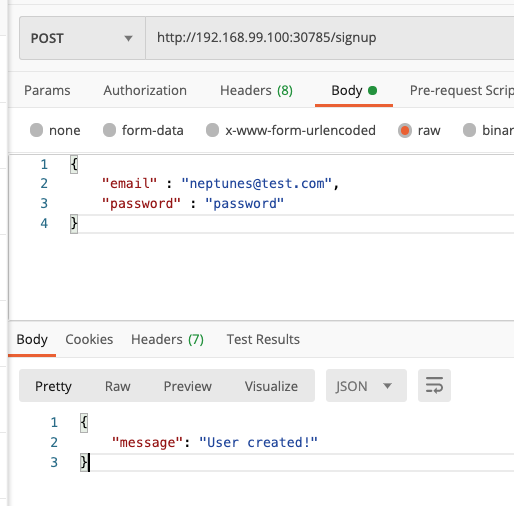 POST http://192.168.99.100:30785/signup
Params Authorization Headers (8) Body Pre-request Scrip
none form-data x-www-form-urlencoded raw binar
1 {
2 "email" : "neptunes@test.com",
3 "password" : "password"
4 }
Body Cookies Headers (7) Test Results
Pretty Raw Preview Visualize JSON
1 {
2 "message": "User created!"
3 }